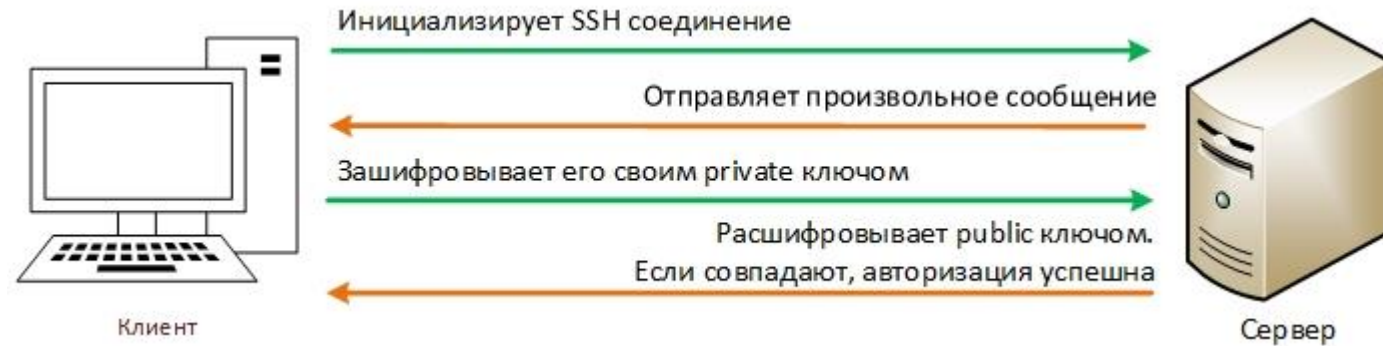 Инициализирует SSH соединение
Отправляет произвольное сообщение
Зашифровывает его своим private ключом
Расшифровывает public ключом.
Если совпадают, авторизация успешна
Клиент
Сервер